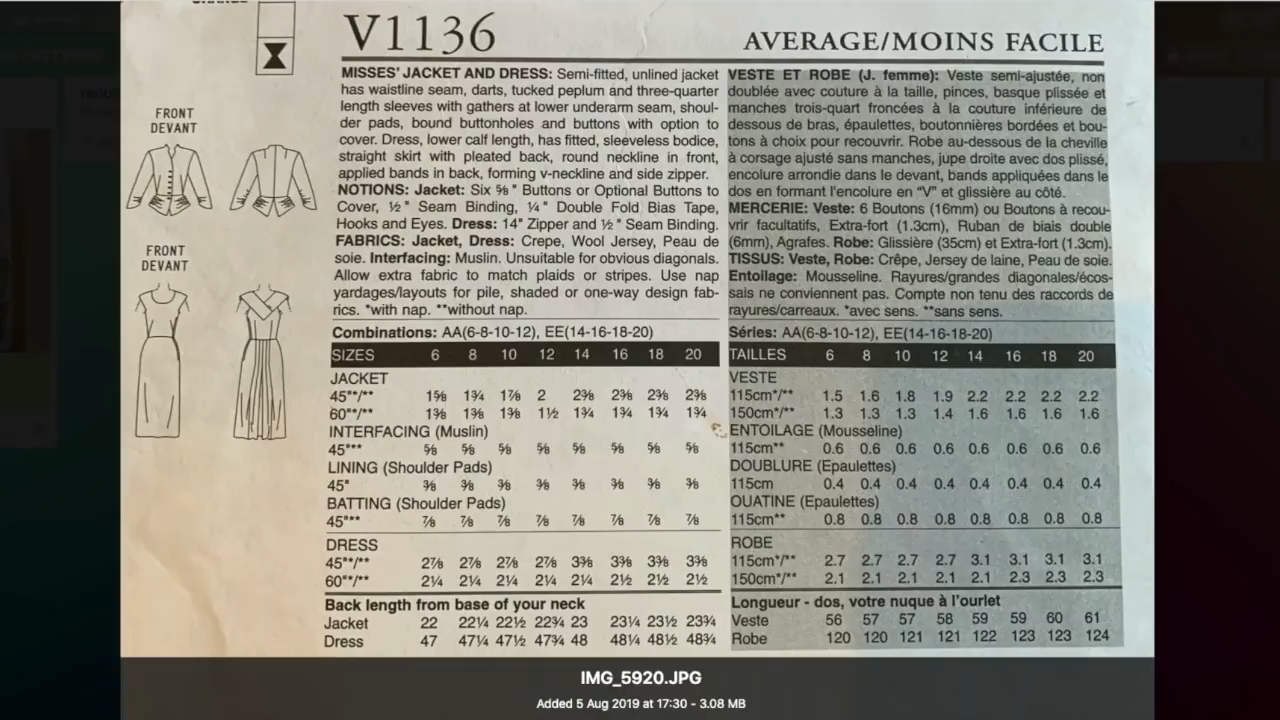 V1136
AVERAGE/MOINS FACILE
FRONT
DEVANT
FRONT
DEVANT
MISSES' JACKET AND DRESS: Semi-fitted, unlined jacket
has waistline seam, darts, tucked peplum and three-quarter
length sleeves with gathers at lower underarm seam, shoul-
der pads, bound buttonholes and buttons with option to
cover. Dress, lower calf length, has fitted, sleeveless bodice,
straight skirt with pleated back, round neckline in front,
applied bands in back, forming v-neckline and side zipper.
NOTIONS: Jacket: Six ⅝" Buttons or Optional Buttons to
Cover, ½" Seam Binding, ¼" Double Fold Bias Tape,
Hooks and Eyes. Dress: 14" Zipper and ½" Seam Binding.
FABRICS: Jacket, Dress: Crepe, Wool Jersey, Peau de
soie. Interfacing: Muslin. Unsuitable for obvious diagonals.
Allow extra fabric to match plaids or stripes. Use nap
yardages/layouts for pile, shaded or one-way design fab-
rics. *with nap. **without nap.
Combinations: AA(6-8-10-12), EE(14-16-18-20)
SIZES 6 8 10 12 14 16 18 20
JACKET
45"*/** 1⅝ 1¾ 1⅞ 2 2⅜ 2⅜ 2⅜ 2⅜
60"*/** 1⅜ 1⅜ 1⅜ 1½ 1¾ 1¾ 1¾ 1¾
INTERFACING (Muslin)
45"** ⅝ ⅝ ⅝ ⅝ ⅝ ⅝ ⅝ ⅝
LINING (Shoulder Pads)
45" ⅜ ⅜ ⅜ ⅜ ⅜ ⅜ ⅜ ⅜
BATTING (Shoulder Pads)
45"** ⅞ ⅞ ⅞ ⅞ ⅞ ⅞ ⅞ ⅞
DRESS
45"*/** 2⅞ 2⅞ 2⅞ 2⅞ 3⅜ 3⅜ 3⅜ 3⅜
60"*/** 2¼ 2¼ 2¼ 2¼ 2¼ 2½ 2½ 2½
Back length from base of your neck
Jacket 22 22¼ 22½ 22¾ 23 23¼ 23½ 23¾
Dress 47 47¼ 47½ 47¾ 48 48¼ 48½ 48¾
VESTE ET ROBE (J. femme): Veste semi-ajustée, non
doublée avec couture à la taille, pinces, basque plissée et
manches trois-quart froncées à la couture inférieure de
dessous de bras, épaulettes, boutonnières bordées et bou-
tons à choix pour recouvrir. Robe au-dessous de la cheville
à corsage ajusté sans manches, jupe droite avec dos plissé,
encolure arrondie dans le devant, bands appliquées dans le
dos en formant l'encolure en "V" et glissière au côté.
MERCERIE: Veste: 6 Boutons (16mm) ou Boutons à recou-
vrir facultatifs, Extra-fort (1.3cm), Ruban de biais double
(6mm), Agrafes. Robe: Glissière (35cm) et Extra-fort (1.3cm).
TISSUS: Veste, Robe: Crêpe, Jersey de laine, Peau de soie.
Entoilage: Mousseline. Rayures/grandes diagonales/écos-
sais ne conviennent pas. Compte non tenu des raccords de
rayures/carreaux. *avec sens. **sans sens.
Séries: AA(6-8-10-12), EE(14-16-18-20)
TAILLES 6 8 10 12 14 16 18 20
VESTE
115cm*/** 1.5 1.6 1.8 1.9 2.2 2.2 2.2 2.2
150cm*/** 1.3 1.3 1.3 1.4 1.6 1.6 1.6 1.6
ENTOILAGE (Mousseline)
115cm** 0.6 0.6 0.6 0.6 0.6 0.6 0.6 0.6
DOUBLURE (Epaulettes)
115cm 0.4 0.4 0.4 0.4 0.4 0.4 0.4 0.4
OUATINE (Epaulettes)
115cm** 0.8 0.8 0.8 0.8 0.8 0.8 0.8 0.8
ROBE
115cm*/** 2.7 2.7 2.7 2.7 3.1 3.1 3.1 3.1
150cm*/** 2.1 2.1 2.1 2.1 2.1 2.3 2.3 2.3
Longueur - dos, votre nuque à l'ourlet
Veste 56 57 57 58 59 59 60 61
Robe 120 120 121 121 122 123 123 124
IMG_5920.JPG
Added 5 Aug 2019 at 17:30 - 3.08 MB